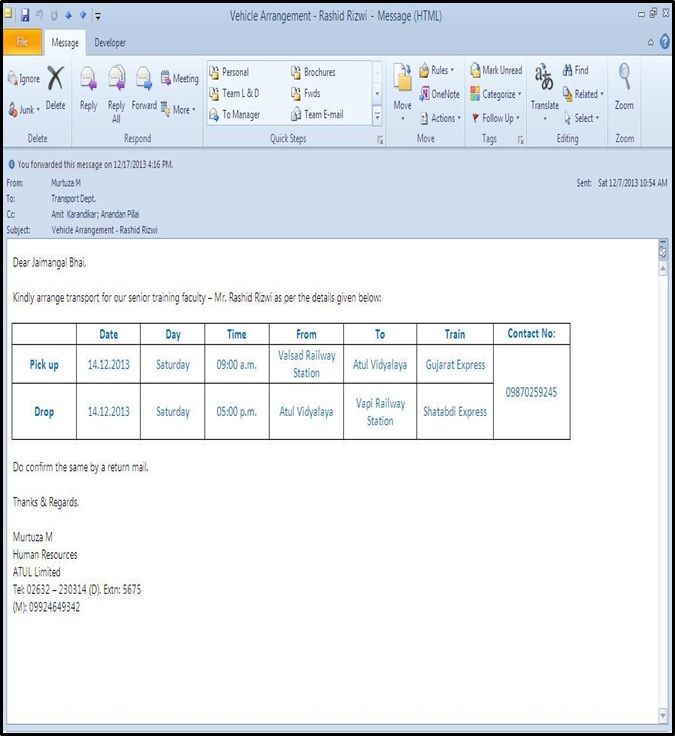 Vehicle Arrangement - Rashid Rizwi - Message (HTML)
File Message Developer
Ignore
Junk
Delete
Delete
Reply
Reply All
Forward
Meeting
More
Respond
Personal Brochures
Team L & D Fwds
To Manager Team E-mail
Quick Steps
Move
Rules
OneNote
Actions
Move
Mark Unread
Categorize
Follow Up
Tags
Translate
Find
Related
Select
Editing
Zoom
Zoom
You forwarded this message on 12/17/2013 4:16 PM.
From: Murtuza M Sent: Sat 12/7/2013 10:54 AM
To: Transport Dept.
Cc: Amit Karandikar; Anandan Pillai
Subject: Vehicle Arrangement - Rashid Rizwi
Dear Jaimangal Bhai,
Kindly arrange transport for our senior training faculty – Mr. Rashid Rizwi as per the details given below:
Date Day Time From To Train Contact No:
Pick up 14.12.2013 Saturday 09:00 a.m. Valsad Railway Station Atul Vidyalaya Gujarat Express 09870259245
Drop 14.12.2013 Saturday 05:00 p.m. Atul Vidyalaya Vapi Railway Station Shatabdi Express
Do confirm the same by a return mail.
Thanks & Regards,
Murtuza M
Human Resources
ATUL Limited
Tel: 02632 – 230314 (D), Extn: 5675
(M): 09924649342